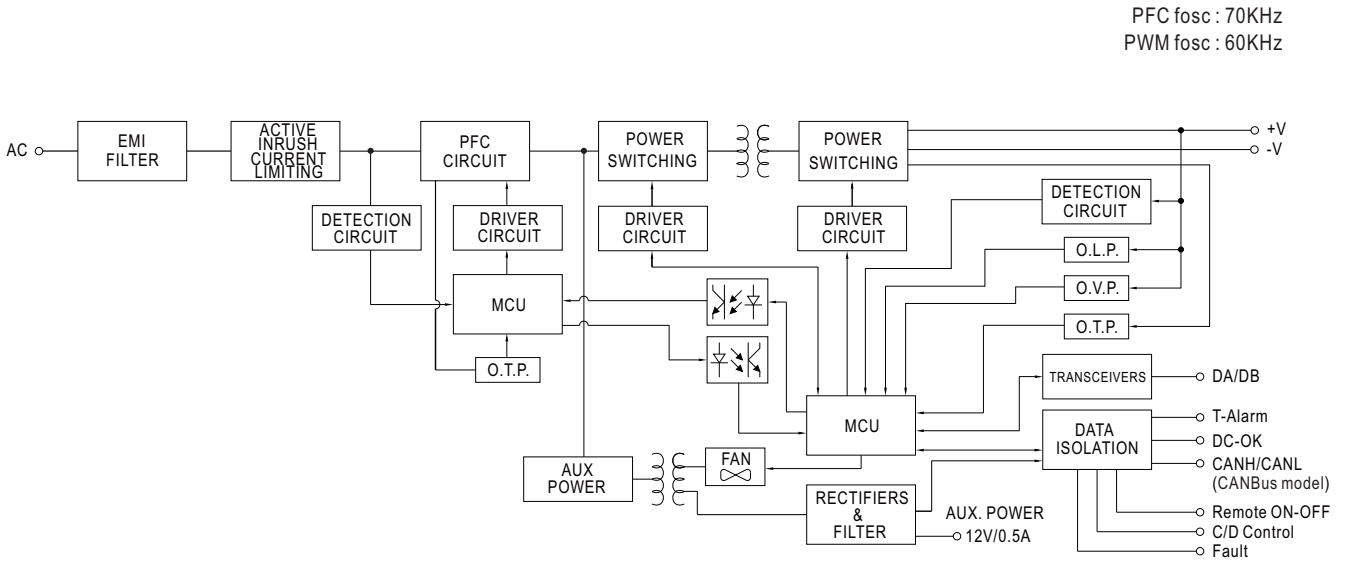 PFC fosc : 70KHz
PWM fosc : 60KHz
AC
EMI
FILTER
ACTIVE
INRUSH
CURRENT
LIMITING
PFC
CIRCUIT
POWER
SWITCHING
POWER
SWITCHING
+V
-V
DETECTION
CIRCUIT
DRIVER
CIRCUIT
DRIVER
CIRCUIT
DRIVER
CIRCUIT
DETECTION
CIRCUIT
O.L.P.
O.V.P.
O.T.P.
MCU
O.T.P.
TRANSCEIVERS
DA/DB
MCU
DATA
ISOLATION
T-Alarm
DC-OK
CANH/CANL
(CANBus model)
Remote ON-OFF
C/D Control
Fault
AUX
POWER
FAN
RECTIFIERS
&
FILTER
AUX. POWER
12V/0.5A